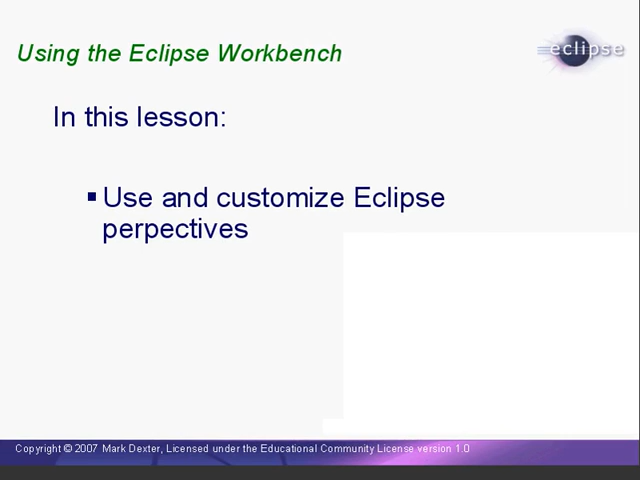 Using the Eclipse Workbench
eclipse
In this lesson:
▪ Use and customize Eclipse
perpectives
Copyright © 2007 Mark Dexter, Licensed under the Educational Community License version 1.0